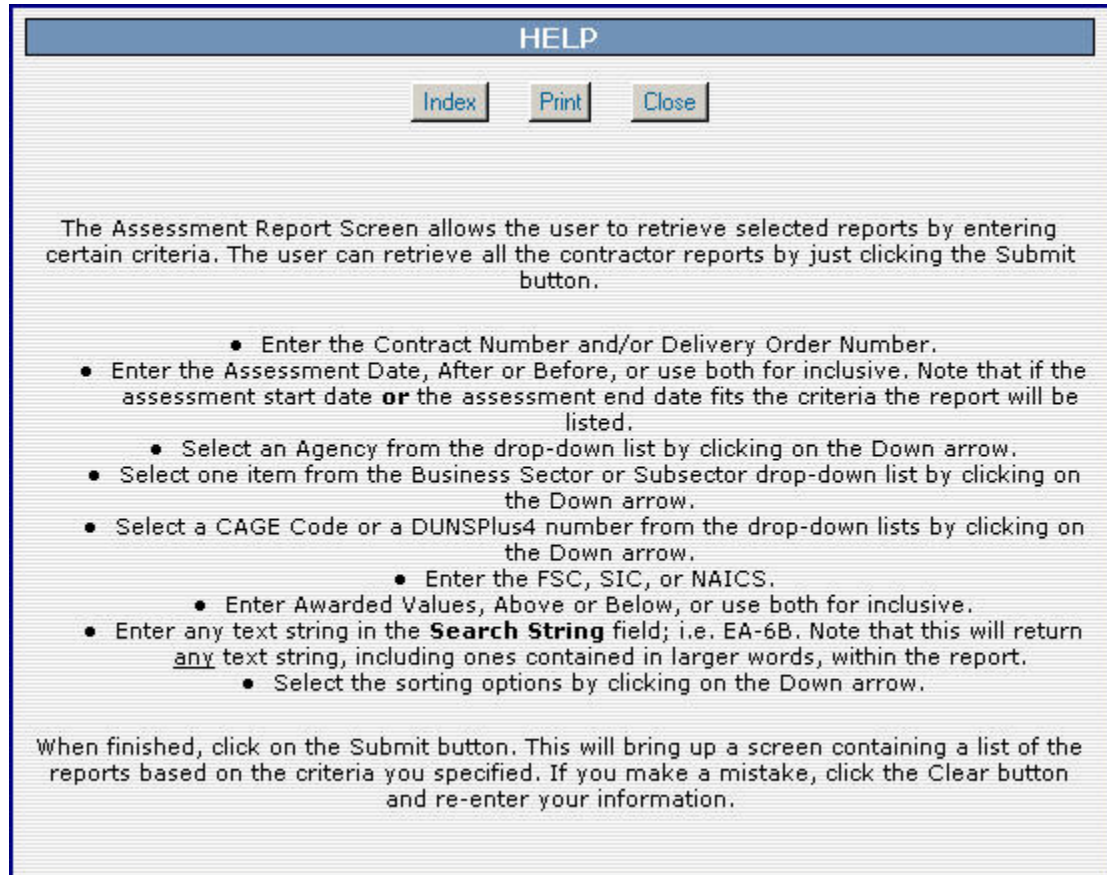 HELP
Index Print Close
The Assessment Report Screen allows the user to retrieve selected reports by entering
certain criteria. The user can retrieve all the contractor reports by just clicking the Submit
button.
● Enter the Contract Number and/or Delivery Order Number.
● Enter the Assessment Date, After or Before, or use both for inclusive. Note that if the
assessment start date or the assessment end date fits the criteria the report will be
listed.
● Select an Agency from the drop-down list by clicking on the Down arrow.
● Select one item from the Business Sector or Subsector drop-down list by clicking on
the Down arrow.
● Select a CAGE Code or a DUNSPlus4 number from the drop-down lists by clicking on
the Down arrow.
● Enter the FSC, SIC, or NAICS.
● Enter Awarded Values, Above or Below, or use both for inclusive.
● Enter any text string in the Search String field; i.e. EA-6B. Note that this will return
any text string, including ones contained in larger words, within the report.
● Select the sorting options by clicking on the Down arrow.
When finished, click on the Submit button. This will bring up a screen containing a list of the
reports based on the criteria you specified. If you make a mistake, click the Clear button
and re-enter your information.